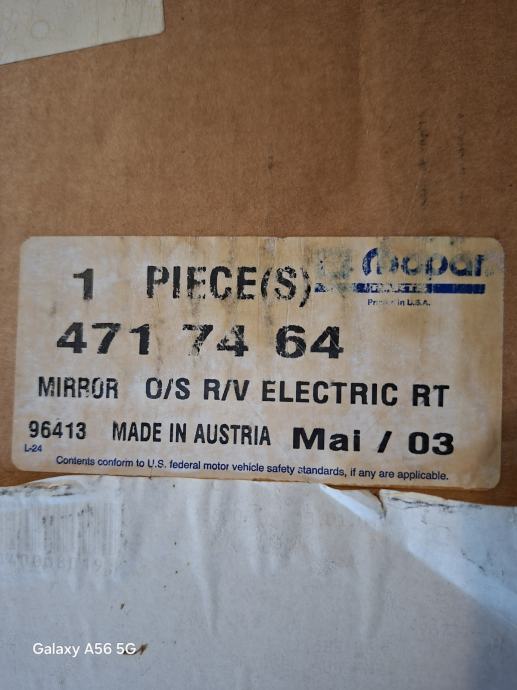 1 PIECE(S)
Mopar
Printed in U.S.A.
471 74 64
MIRROR O/S R/V ELECTRIC RT
96413 MADE IN AUSTRIA Mai / 03
L-24
Contents conform to U.S. federal motor vehicle safety standards, if any are applicable.
Galaxy A56 5G